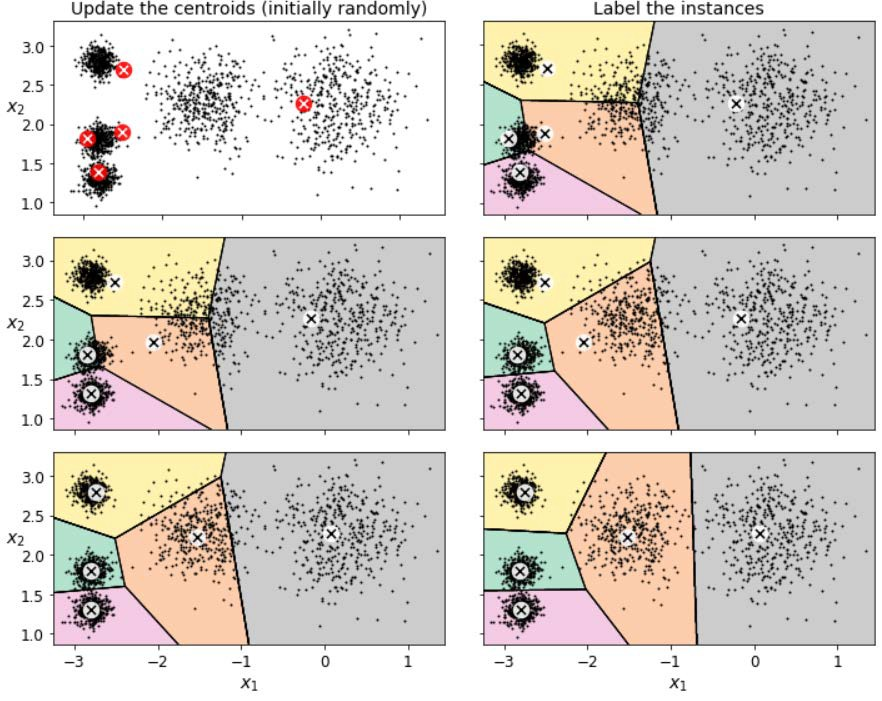 Update the centroids (initially randomly)
Label the instances
3.0
2.5
2.0
1.5
1.0
x2
3.0
2.5
2.0
1.5
1.0
x2
3.0
2.5
2.0
1.5
1.0
x2
−3 −2 −1 0 1
x1
−3 −2 −1 0 1
x1